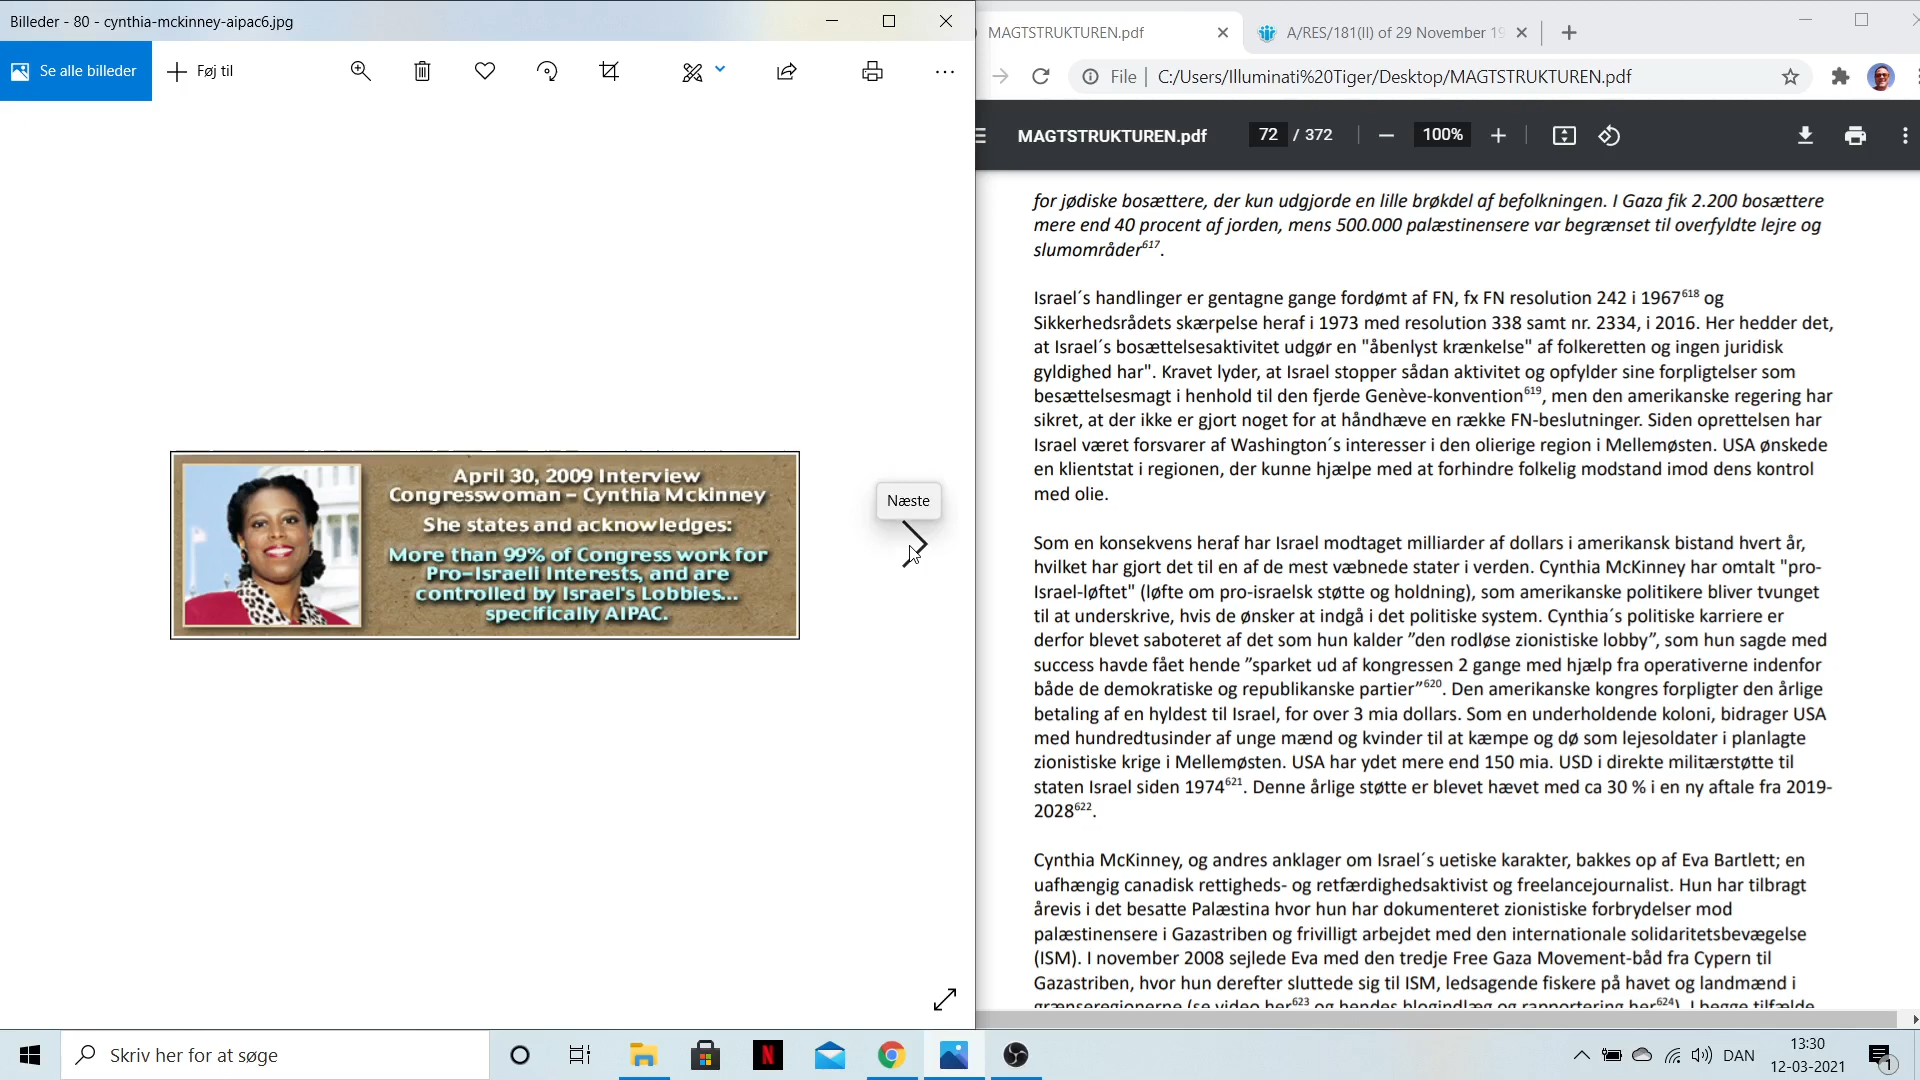 Billeder - 80 - cynthia-mckinney-aipac6.jpg
Se alle billeder
Føj til
April 30, 2009 Interview
Congresswoman – Cynthia Mckinney
She states and acknowledges:
More than 99% of Congress work for
Pro-Israeli Interests, and are
controlled by Israel's Lobbies...
specifically AIPAC.
Næste
MAGTSTRUKTUREN.pdf
A/RES/181(II) of 29 November 19
File | C:/Users/Illuminati%20Tiger/Desktop/MAGTSTRUKTUREN.pdf
MAGTSTRUKTUREN.pdf
72 / 372
100%
for jødiske bosættere, der kun udgjorde en lille brøkdel af befolkningen. I Gaza fik 2.200 bosættere
mere end 40 procent af jorden, mens 500.000 palæstinensere var begrænset til overfyldte lejre og
slumområder617.
Israel´s handlinger er gentagne gange fordømt af FN, fx FN resolution 242 i 1967618 og
Sikkerhedsrådets skærpelse heraf i 1973 med resolution 338 samt nr. 2334, i 2016. Her hedder det,
at Israel´s bosættelsesaktivitet udgør en "åbenlyst krænkelse" af folkeretten og ingen juridisk
gyldighed har". Kravet lyder, at Israel stopper sådan aktivitet og opfylder sine forpligtelser som
besættelsesmagt i henhold til den fjerde Genève-konvention619, men den amerikanske regering har
sikret, at der ikke er gjort noget for at håndhæve en række FN-beslutninger. Siden oprettelsen har
Israel været forsvarer af Washington´s interesser i den olierige region i Mellemøsten. USA ønskede
en klientstat i regionen, der kunne hjælpe med at forhindre folkelig modstand imod dens kontrol
med olie.
Som en konsekvens heraf har Israel modtaget milliarder af dollars i amerikansk bistand hvert år,
hvilket har gjort det til en af de mest væbnede stater i verden. Cynthia McKinney har omtalt "pro-
Israel-løftet" (løfte om pro-israelsk støtte og holdning), som amerikanske politikere bliver tvunget
til at underskrive, hvis de ønsker at indgå i det politiske system. Cynthia´s politiske karriere er
derfor blevet saboteret af det som hun kalder ”den rodløse zionistiske lobby”, som hun sagde med
success havde fået hende ”sparket ud af kongressen 2 gange med hjælp fra operativerne indenfor
både de demokratiske og republikanske partier”620. Den amerikanske kongres forpligter den årlige
betaling af en hyldest til Israel, for over 3 mia dollars. Som en underholdende koloni, bidrager USA
med hundredtusinder af unge mænd og kvinder til at kæmpe og dø som lejesoldater i planlagte
zionistiske krige i Mellemøsten. USA har ydet mere end 150 mia. USD i direkte militærstøtte til
staten Israel siden 1974621. Denne årlige støtte er blevet hævet med ca 30 % i en ny aftale fra 2019-
2028622.
Cynthia McKinney, og andres anklager om Israel´s uetiske karakter, bakkes op af Eva Bartlett; en
uafhængig canadisk rettigheds- og retfærdighedsaktivist og freelancejournalist. Hun har tilbragt
årevis i det besatte Palæstina hvor hun har dokumenteret zionistiske forbrydelser mod
palæstinensere i Gazastriben og frivilligt arbejdet med den internationale solidaritetsbevægelse
(ISM). I november 2008 sejlede Eva med den tredje Free Gaza Movement-båd fra Cypern til
Gazastriben, hvor hun derefter sluttede sig til ISM, ledsagende fiskere på havet og landmænd i
grænseregionerne (se video her623 og hendes blogindlæg og rapportering her624). I begge tilfælde
Skriv her for at søge
DAN
13:30
12-03-2021
1